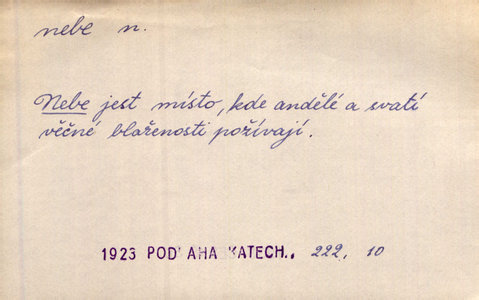 nebe n.
Nebe jest místo, kde andělé a svatí
věčné blaženosti požívají.
1923 POD' AHA KATECH., 222, 10